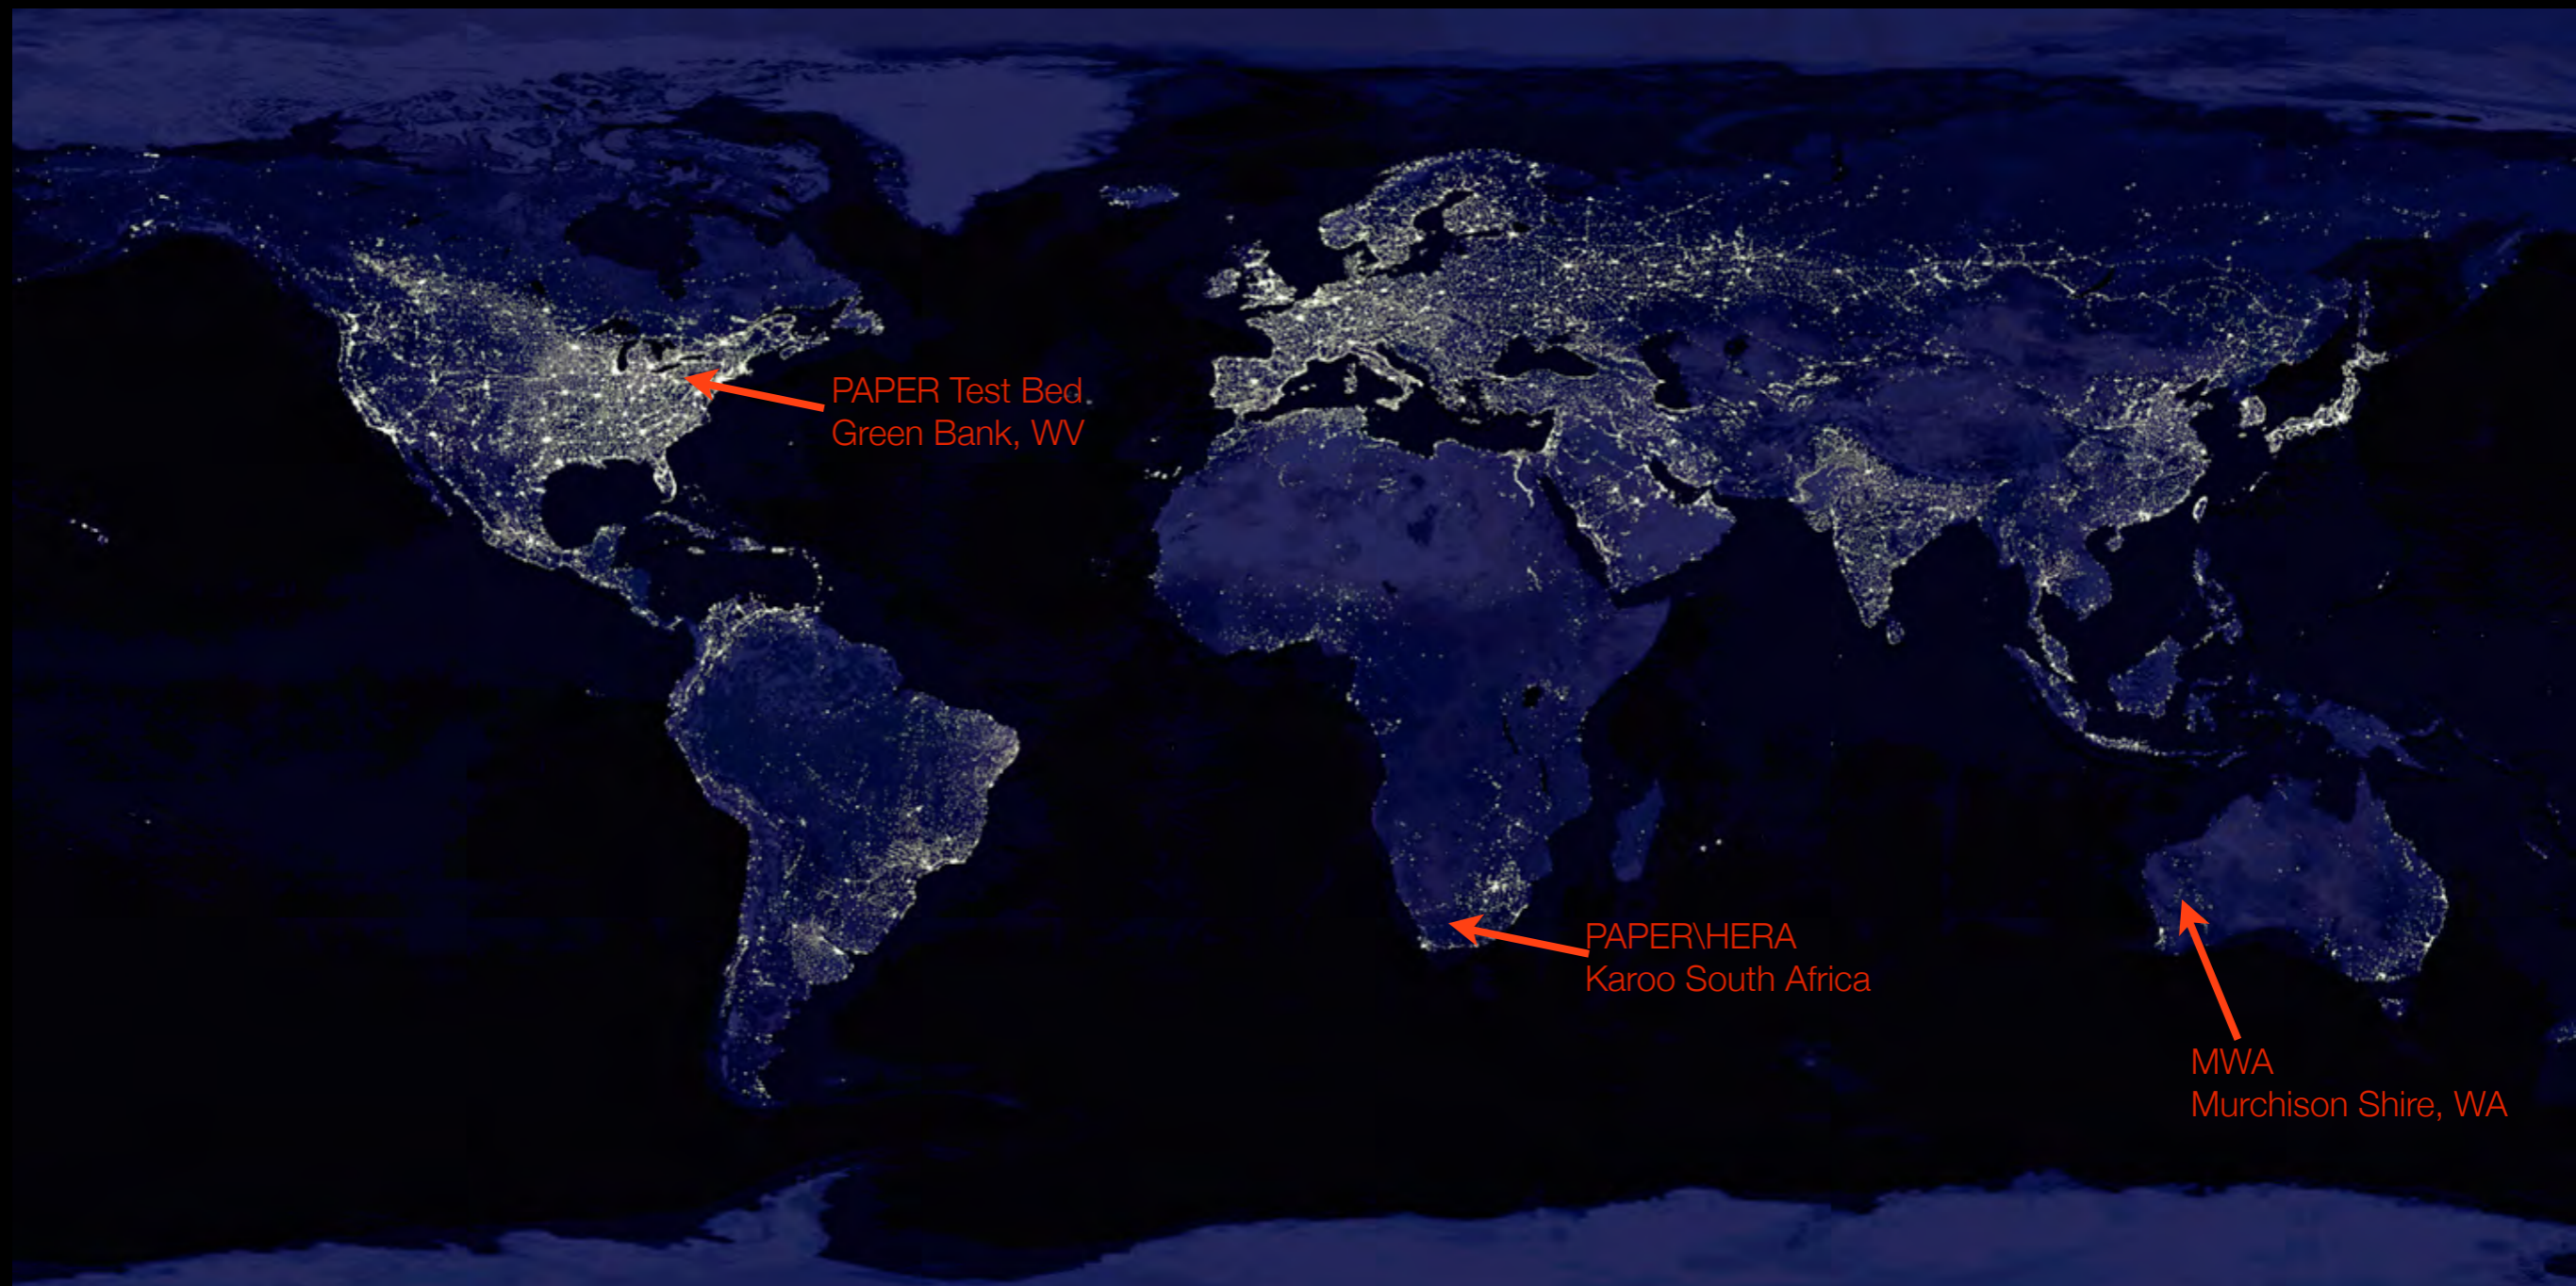 PAPER Test Bed
Green Bank, WV
PAPER\HERA
Karoo South Africa
MWA
Murchison Shire, WA